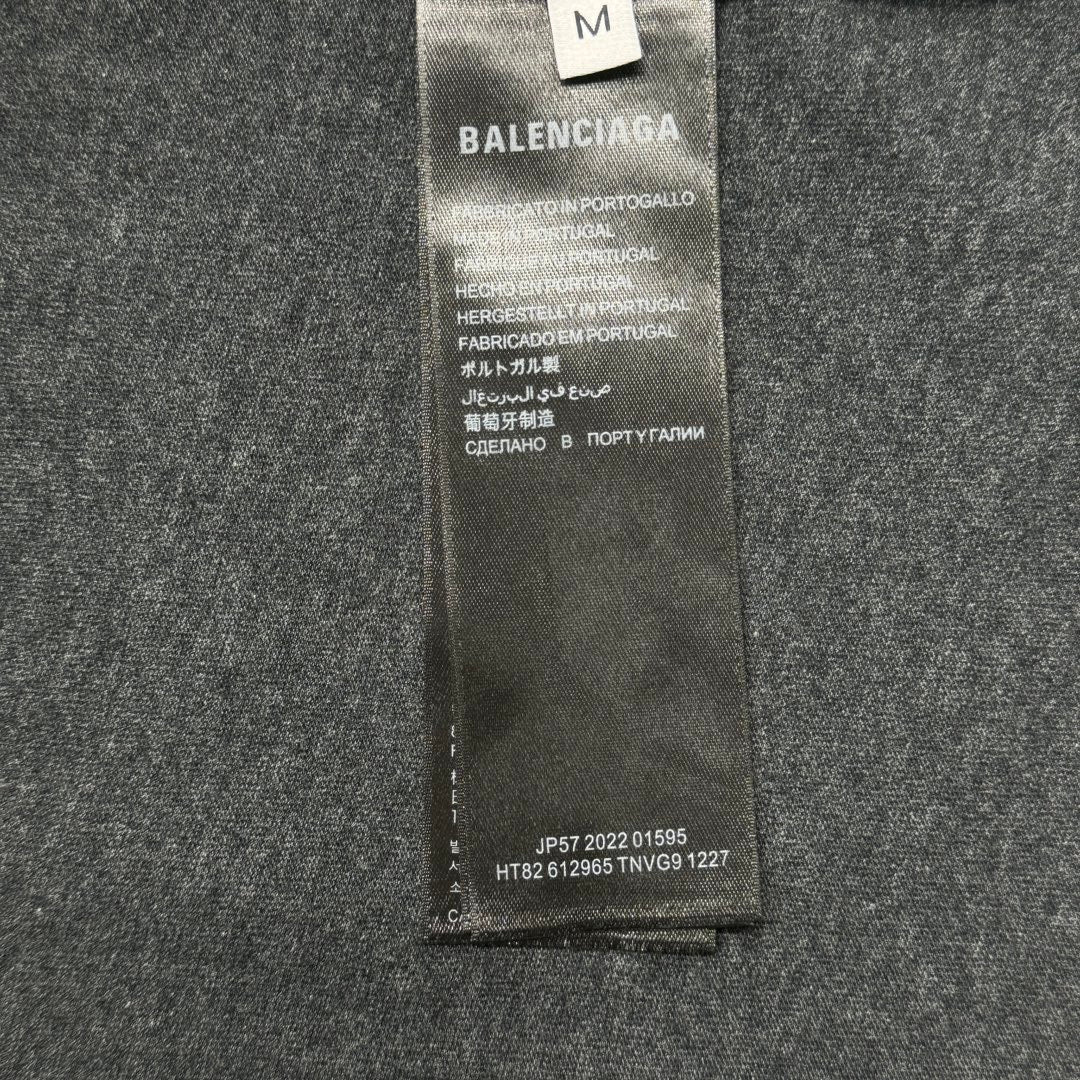 M
BALENCIAGA
FABBRICATO IN PORTOGALLO
MADE IN PORTUGAL
FABRIQUÉ AU PORTUGAL
HECHO EN PORTUGAL
HERGESTELLT IN PORTUGAL
FABRICADO EM PORTUGAL
ポルトガル製
صنع في البرتغال
葡萄牙制造
СДЕЛАНО В ПОРТУГАЛИИ
JP57 2022 01595
HT82 612965 TNVG9 1227